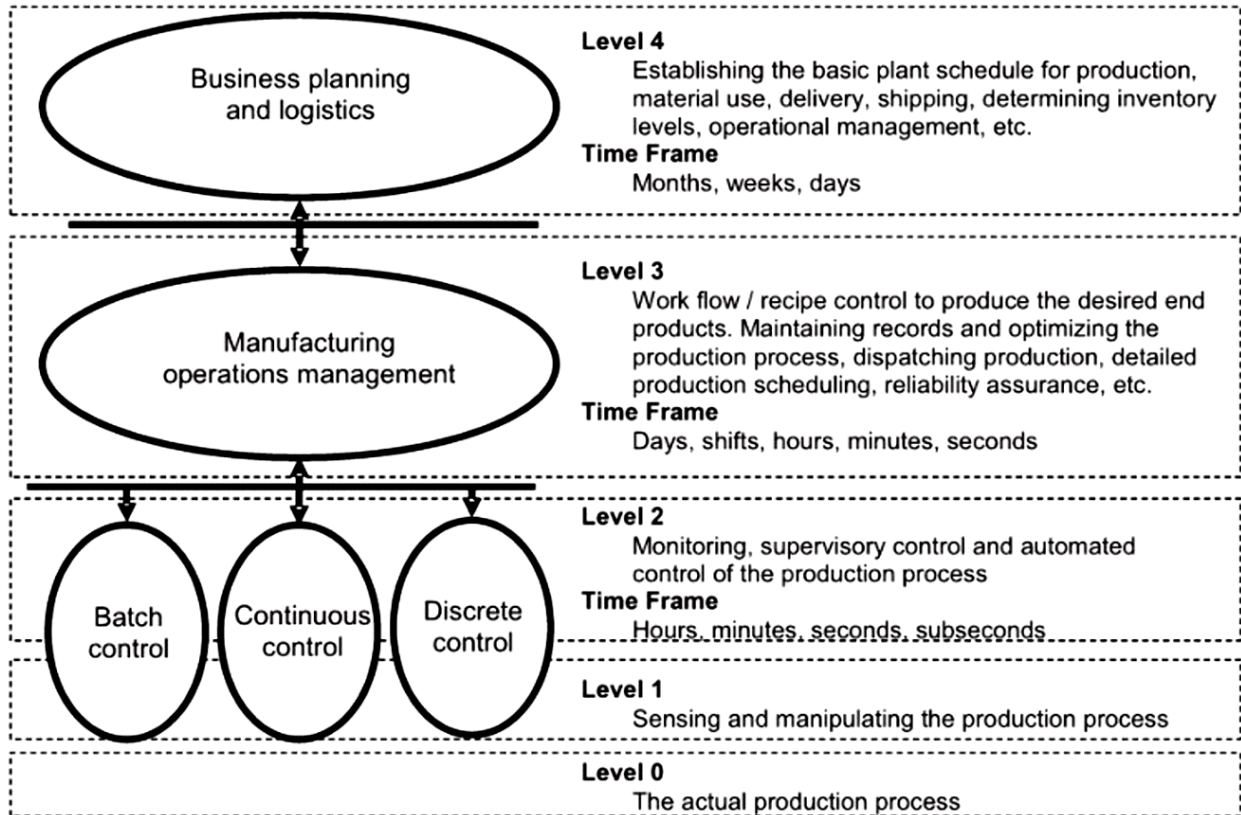 Business planning
and logistics
Level 4
Establishing the basic plant schedule for production,
material use, delivery, shipping, determining inventory
levels, operational management, etc.
Time Frame
Months, weeks, days
Manufacturing
operations management
Level 3
Work flow / recipe control to produce the desired end
products. Maintaining records and optimizing the
production process, dispatching production, detailed
production scheduling, reliability assurance, etc.
Time Frame
Days, shifts, hours, minutes, seconds
Batch
control
Continuous
control
Discrete
control
Level 2
Monitoring, supervisory control and automated
control of the production process
Time Frame
Hours, minutes, seconds, subseconds
Level 1
Sensing and manipulating the production process
Level 0
The actual production process